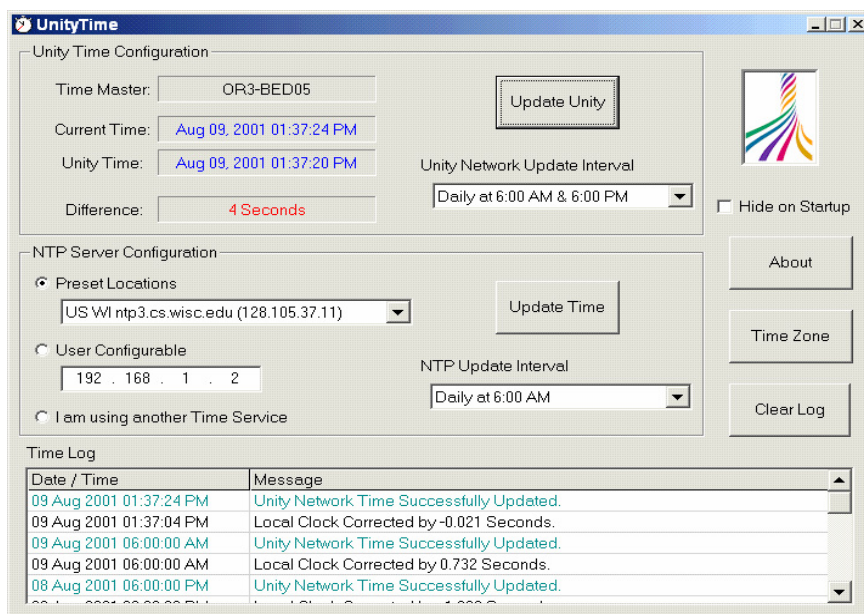 UnityTime
Unity Time Configuration
Time Master: OR3-BED05
Current Time: Aug 09, 2001 01:37:24 PM
Unity Time: Aug 09, 2001 01:37:20 PM
Difference: 4 Seconds
Update Unity
Unity Network Update Interval
Daily at 6:00 AM & 6:00 PM
Hide on Startup
About
Time Zone
Clear Log
NTP Server Configuration
Preset Locations
US WI ntp3.cs.wisc.edu (128.105.37.11)
User Configurable
192 . 168 . 1 . 2
I am using another Time Service
Update Time
NTP Update Interval
Daily at 6:00 AM
Time Log
Date / Time Message
09 Aug 2001 01:37:24 PM Unity Network Time Successfully Updated.
09 Aug 2001 01:37:04 PM Local Clock Corrected by -0.021 Seconds.
09 Aug 2001 06:00:00 AM Unity Network Time Successfully Updated.
09 Aug 2001 06:00:00 AM Local Clock Corrected by 0.732 Seconds.
08 Aug 2001 06:00:00 PM Unity Network Time Successfully Updated.